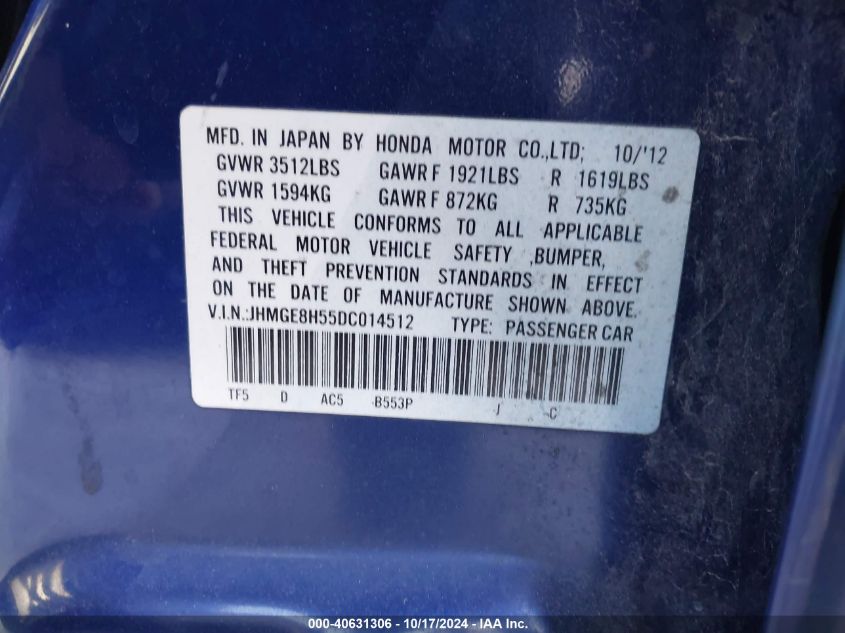 MFD. IN JAPAN BY HONDA MOTOR CO.,LTD; 10/'12
GVWR 3512LBS GAWR F 1921LBS R 1619LBS
GVWR 1594KG GAWR F 872KG R 735KG
THIS VEHICLE CONFORMS TO ALL APPLICABLE
FEDERAL MOTOR VEHICLE SAFETY ,BUMPER,
AND THEFT PREVENTION STANDARDS IN EFFECT
ON THE DATE OF MANUFACTURE SHOWN ABOVE.
V.I.N.:JHMGE8H55DC014512 TYPE: PASSENGER CAR
TF5 D AC5 B553P J C
000-40631306 - 10/17/2024 - IAA Inc.